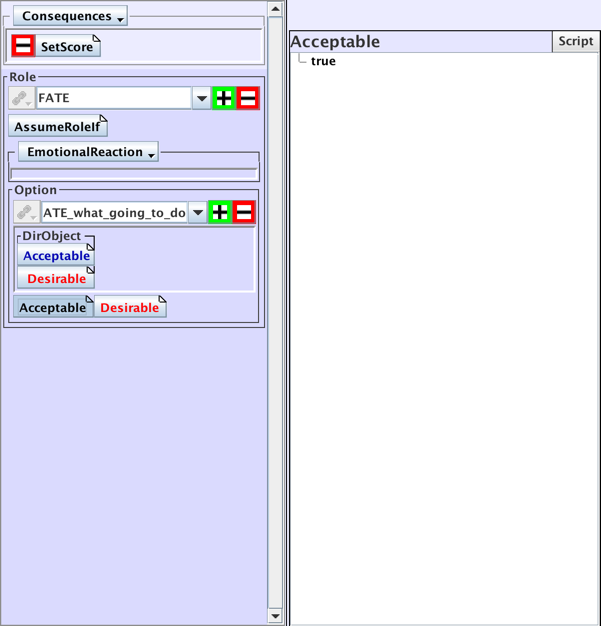 Consequences
SetScore
Role
FATE
AssumeRoleIf
EmotionalReaction
Option
ATE_what_going_to_do
DirObject
Acceptable
Desirable
Acceptable Desirable
Acceptable Script
true